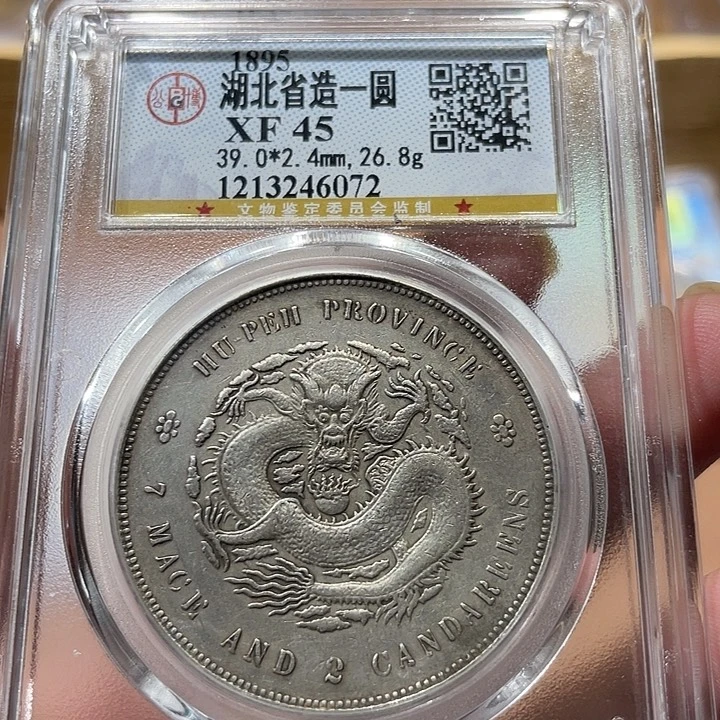 1895
湖北省造一圆
XF 45
39.0*2.4mm, 26.8g
1213246072
★ 文物鉴定委员会监制 ★
HU-PEH PROVINCE
7 MACE AND 2 CANDAREENS